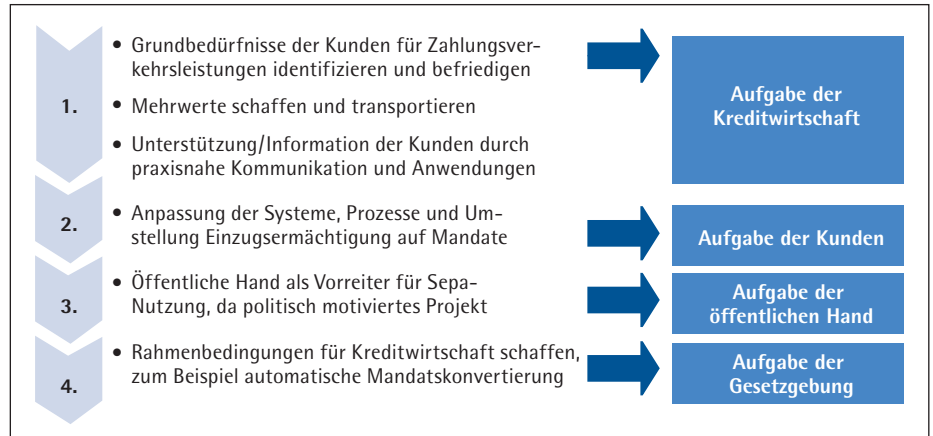 • Grundbedürfnisse der Kunden für Zahlungsver-
kehrsleistungen identifizieren und befriedigen
1.
• Mehrwerte schaffen und transportieren
• Unterstützung/Information der Kunden durch
praxisnahe Kommunikation und Anwendungen
Aufgabe der
Kreditwirtschaft
2.
• Anpassung der Systeme, Prozesse und Um-
stellung Einzugsermächtigung auf Mandate
Aufgabe der Kunden
3.
• Öffentliche Hand als Vorreiter für Sepa-
Nutzung, da politisch motiviertes Projekt
Aufgabe der
öffentlichen Hand
4.
• Rahmenbedingungen für Kreditwirtschaft schaffen,
zum Beispiel automatische Mandatskonvertierung
Aufgabe der
Gesetzgebung